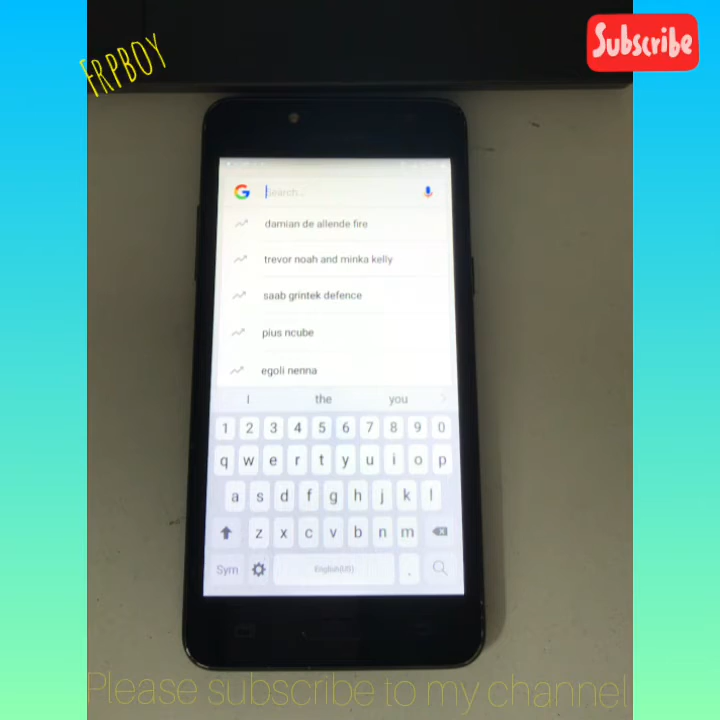 FRPBOY
Subscribe
Search...
damian de allende fire
trevor noah and minka kelly
saab grintek defence
pius ncube
egoli nenna
I the you
1 2 3 4 5 6 7 8 9 0
q w e r t y u i o p
a s d f g h j k l
z x c v b n m
Sym English(US) .
Please subscribe to my channel